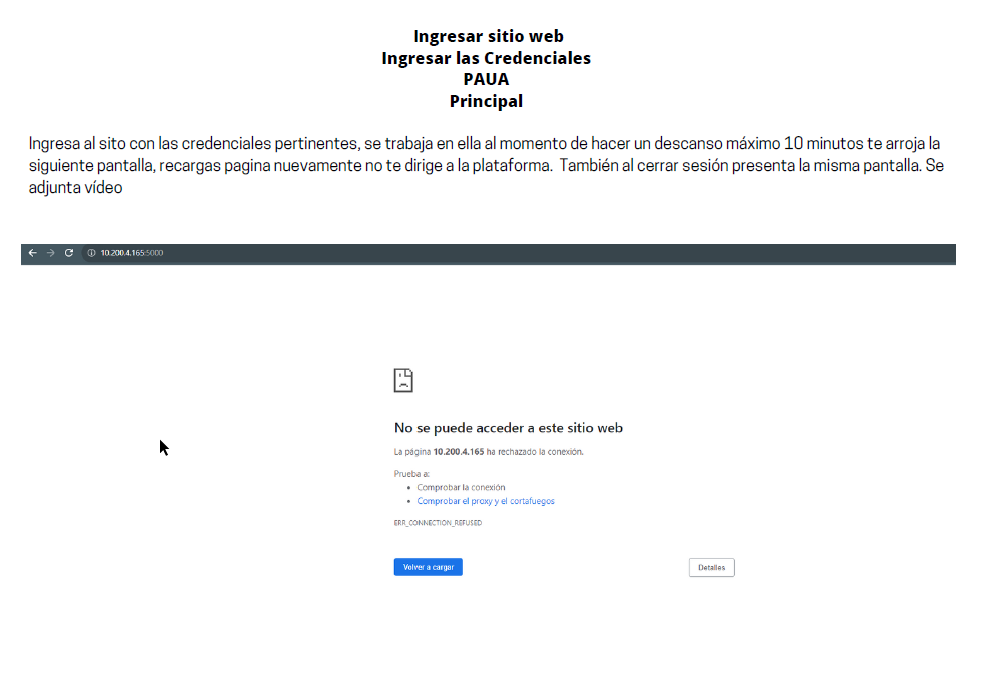 Ingresar sitio web
Ingresar las Credenciales
PAUA
Principal
Ingresa al sito con las credenciales pertinentes, se trabaja en ella al momento de hacer un descanso máximo 10 minutos te arroja la
siguiente pantalla, recargas pagina nuevamente no te dirige a la plataforma. También al cerrar sesión presenta la misma pantalla. Se
adjunta vídeo
10.200.4.165:5000
No se puede acceder a este sitio web
La página 10.200.4.165 ha rechazado la conexión.
Prueba a:
• Comprobar la conexión
• Comprobar el proxy y el cortafuegos
ERR_CONNECTION_REFUSED
Volver a cargar
Detalles